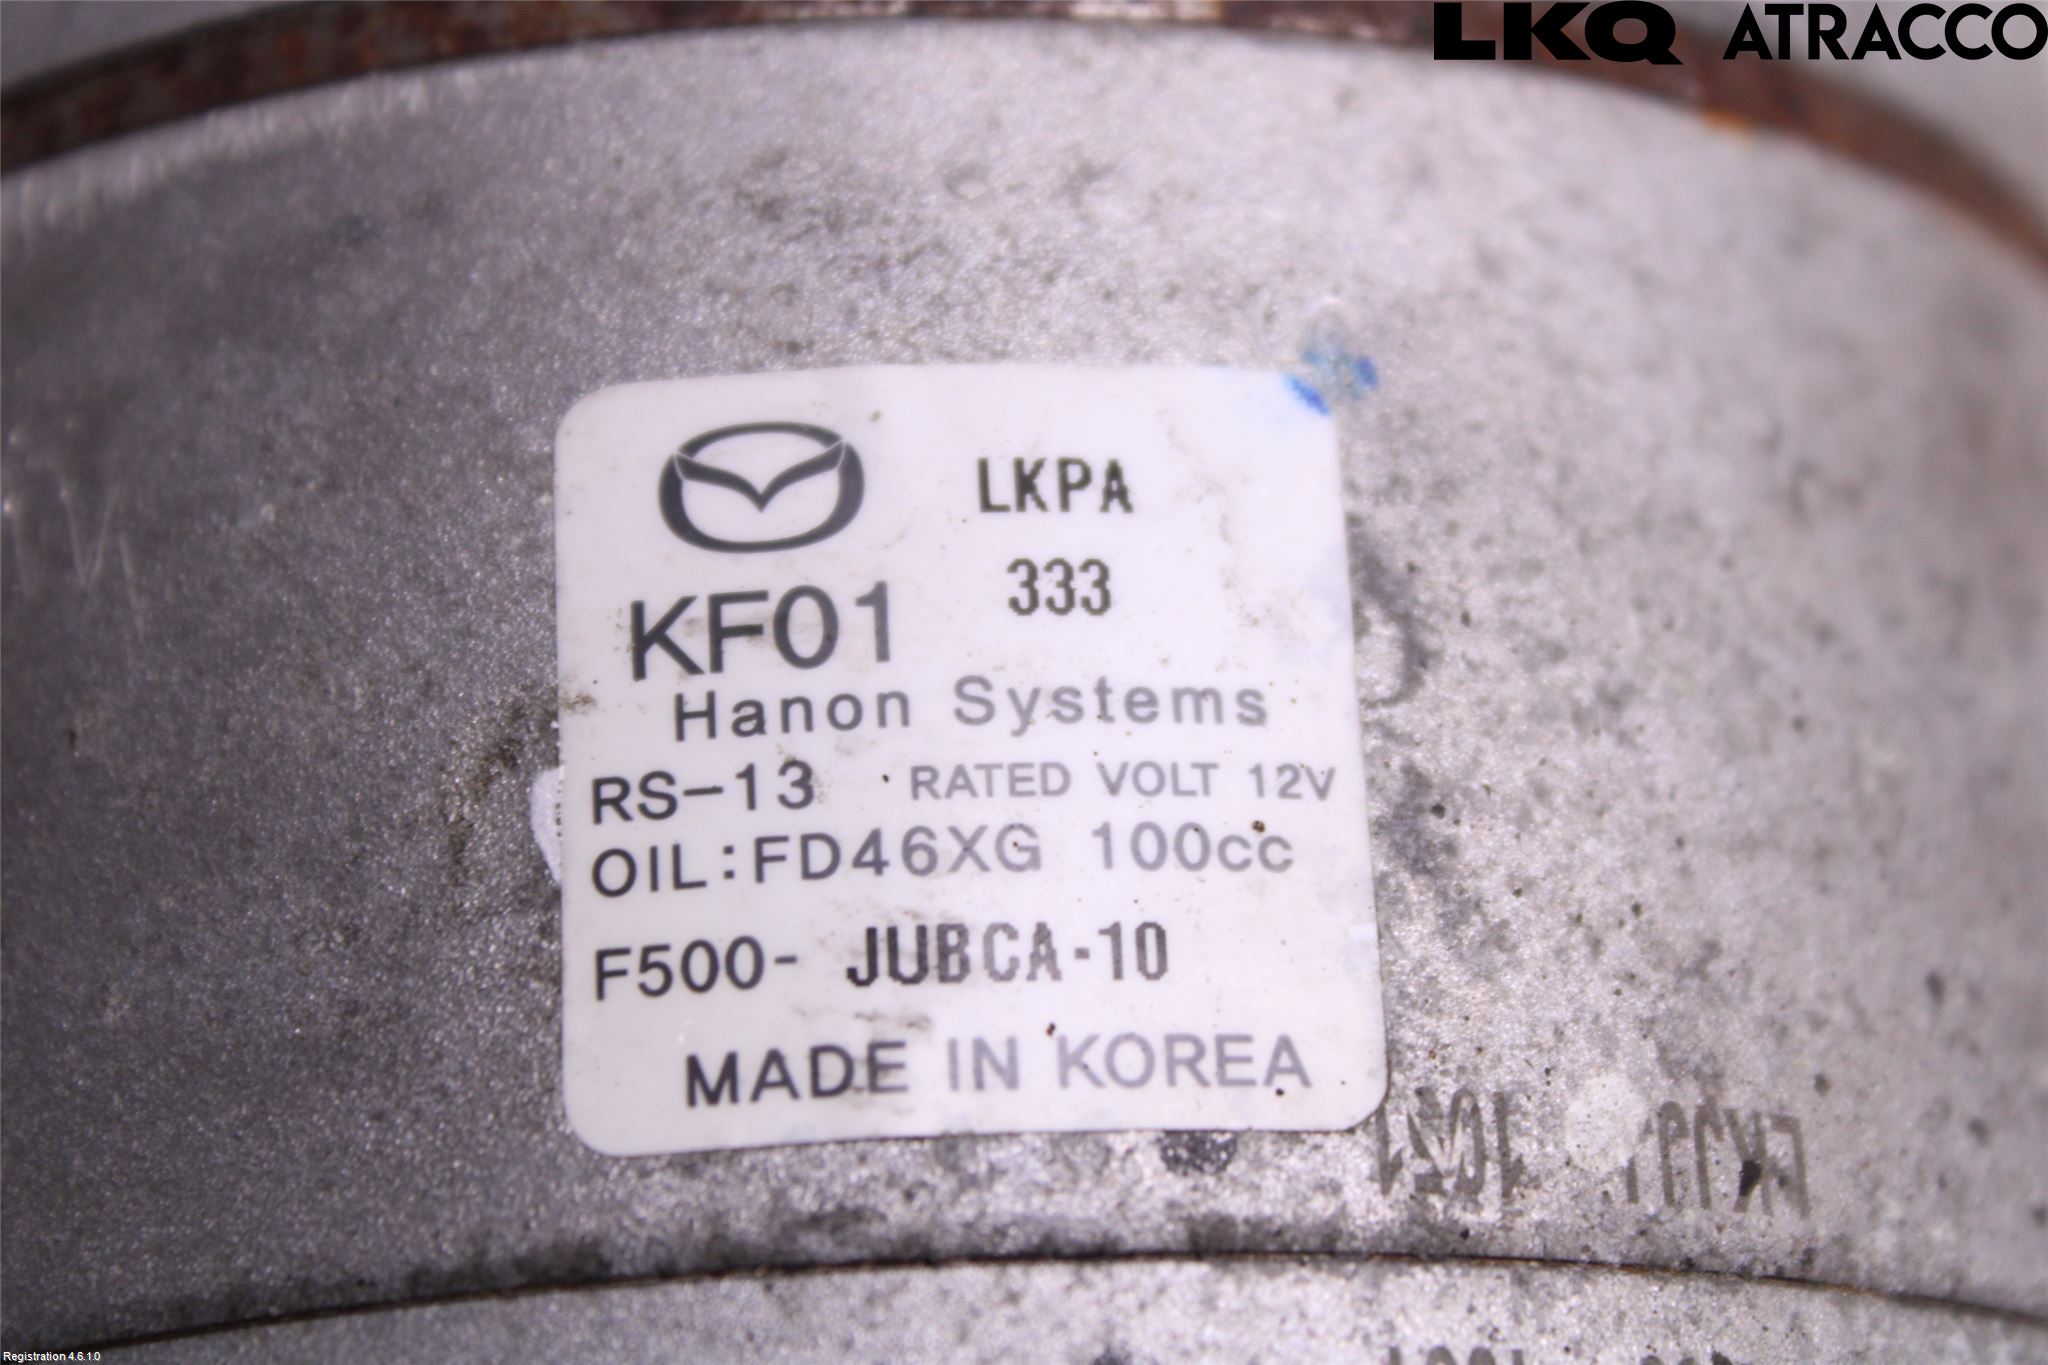 LKQ ATRACCO
LKPA
333
KF01
Hanon Systems
RS-13 RATED VOLT 12V
OIL:FD46XG 100cc
F500- JUBCA-10
MADE IN KOREA
Registration 4.6.1.0